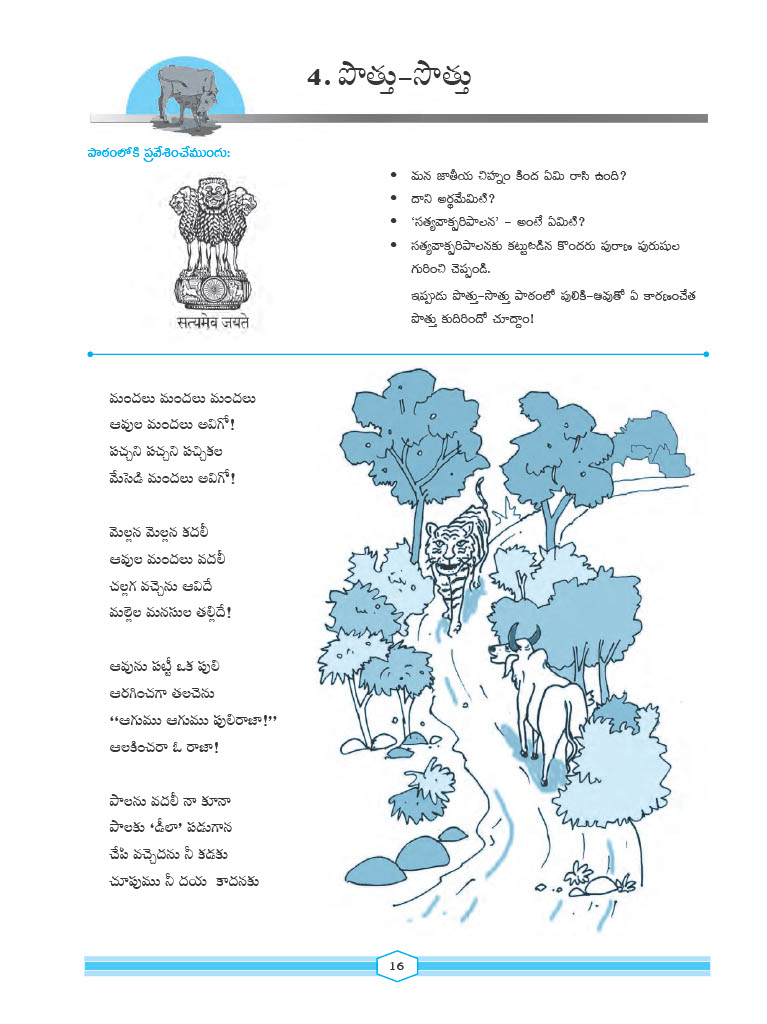 4. పొత్తు-సొత్తు
పాఠంలోకి ప్రవేశించేముందు:
• మన జాతీయ చిహ్నం కింద ఏమి రాసి ఉంది?
• దాని అర్థమేమిటి?
• ‘సత్యవాక్పరిపాలన’ – అంటే ఏమిటి?
• సత్యవాక్పరిపాలనకు కట్టుబడిన కొందరు పురాణ పురుషుల
గురించి చెప్పండి.
ఇప్పడు పొత్తు-సొత్తు పాఠంలో పులికి-ఆవుతో ఏ కారణంచేత
పొత్తు కుదిరిందో చూద్దాం!
सत्यमेव जयते
మందలు మందలు మందలు
ఆవుల మందలు అవిగో!
పచ్చని పచ్చని పచ్చికల
మేసెడి మందలు అవిగో!
మెల్లన మెల్లన కదలీ
ఆవుల మందలు వదలీ
చల్లగ వచ్చెను ఆవిదే
మల్లెల మనసుల తల్లిదే!
ఆవును పట్టీ ఒక పులి
ఆరగించగా తలచెను
“ఆగుము ఆగుము పులిరాజా!”
ఆలకించరా ఓ రాజా!
పాలను వదలీ నా కూనా
పాలకు ‘డీలా’ పడుగాన
చేపి వచ్చెదను నీ కడకు
చూపుము నీ దయ కాదనకు
16